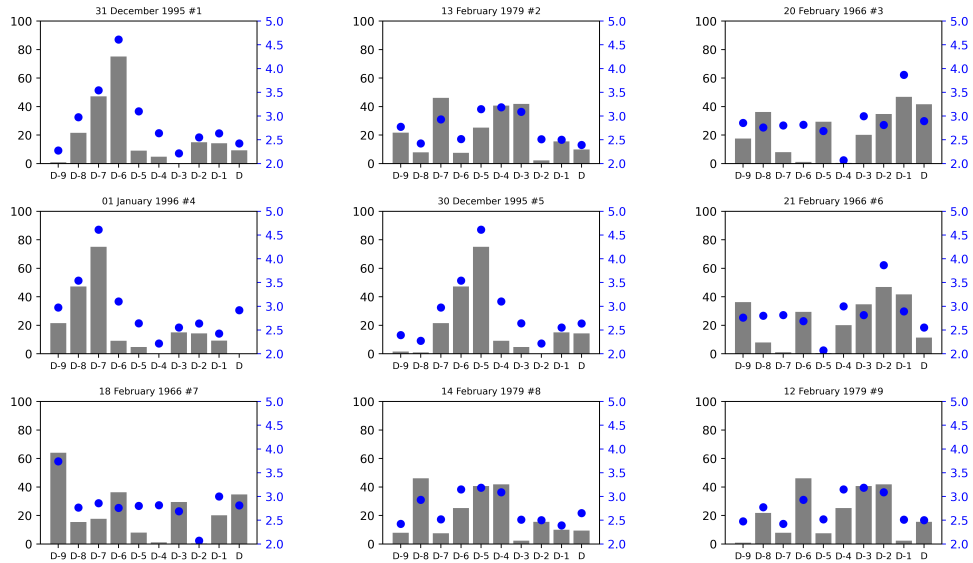 31 December 1995 #1
13 February 1979 #2
20 February 1966 #3
100 5.0 100 5.0 100 5.0
4.5 4.5 4.5
80 80 80
4.0 4.0 4.0
60 60 60
3.5 3.5 3.5
40 40 40
3.0 3.0 3.0
20 20 20
2.5 2.5 2.5
0 2.0 0 2.0 0 2.0
D-9 D-8 D-7 D-6 D-5 D-4 D-3 D-2 D-1 D
D-9 D-8 D-7 D-6 D-5 D-4 D-3 D-2 D-1 D
D-9 D-8 D-7 D-6 D-5 D-4 D-3 D-2 D-1 D
01 January 1996 #4
30 December 1995 #5
21 February 1966 #6
100 5.0 100 5.0 100 5.0
4.5 4.5 4.5
80 80 80
4.0 4.0 4.0
60 60 60
3.5 3.5 3.5
40 40 40
3.0 3.0 3.0
20 20 20
2.5 2.5 2.5
0 2.0 0 2.0 0 2.0
D-9 D-8 D-7 D-6 D-5 D-4 D-3 D-2 D-1 D
D-9 D-8 D-7 D-6 D-5 D-4 D-3 D-2 D-1 D
D-9 D-8 D-7 D-6 D-5 D-4 D-3 D-2 D-1 D
18 February 1966 #7
14 February 1979 #8
12 February 1979 #9
100 5.0 100 5.0 100 5.0
4.5 4.5 4.5
80 80 80
4.0 4.0 4.0
60 60 60
3.5 3.5 3.5
40 40 40
3.0 3.0 3.0
20 20 20
2.5 2.5 2.5
0 2.0 0 2.0 0 2.0
D-9 D-8 D-7 D-6 D-5 D-4 D-3 D-2 D-1 D
D-9 D-8 D-7 D-6 D-5 D-4 D-3 D-2 D-1 D
D-9 D-8 D-7 D-6 D-5 D-4 D-3 D-2 D-1 D